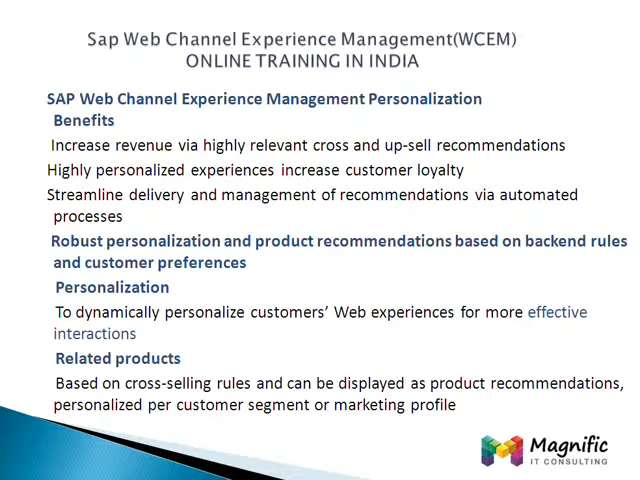 Sap Web Channel Experience Management(WCEM)
ONLINE TRAINING IN INDIA
SAP Web Channel Experience Management Personalization
Benefits
Increase revenue via highly relevant cross and up-sell recommendations
Highly personalized experiences increase customer loyalty
Streamline delivery and management of recommendations via automated
processes
Robust personalization and product recommendations based on backend rules
and customer preferences
Personalization
To dynamically personalize customers’ Web experiences for more effective
interactions
Related products
Based on cross-selling rules and can be displayed as product recommendations,
personalized per customer segment or marketing profile
Magnific
IT CONSULTING